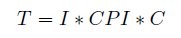 T = I * CPI * C